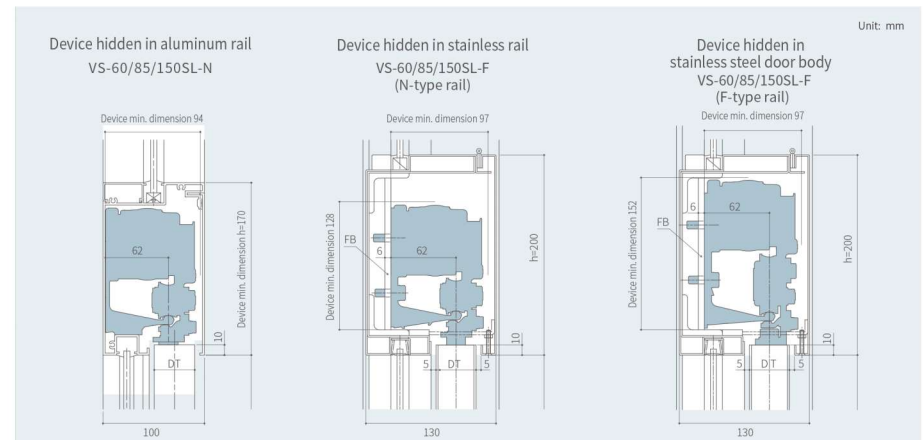 Unit: mm
Device hidden in aluminum rail
VS-60/85/150SL-N
Device min. dimension 94
62
Device min. dimension h=170
10
DT
100
Device hidden in stainless rail
VS-60/85/150SL-F
(N-type rail)
Device min. dimension 97
62
6
FB
Device min. dimension 128
h=200
10
5
DT
5
130
Device hidden in
stainless steel door body
VS-60/85/150SL-F
(F-type rail)
Device min. dimension 97
6
62
FB
Device min. dimension 152
h=200
10
5
DT
5
130